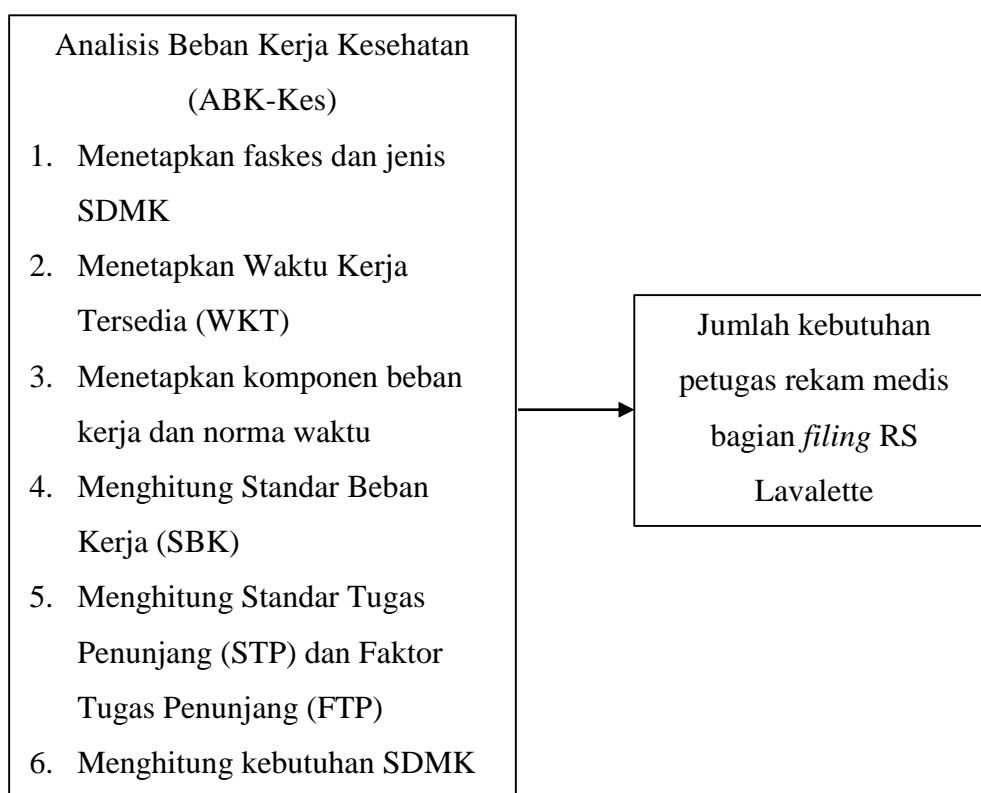 Analisis Beban Kerja Kesehatan
(ABK-Kes)
1. Menetapkan faskes dan jenis
SDMK
2. Menetapkan Waktu Kerja
Tersedia (WKT)
3. Menetapkan komponen beban
kerja dan norma waktu
4. Menghitung Standar Beban
Kerja (SBK)
5. Menghitung Standar Tugas
Penunjang (STP) dan Faktor
Tugas Penunjang (FTP)
6. Menghitung kebutuhan SDMK
Jumlah kebutuhan
petugas rekam medis
bagian filing RS
Lavalette